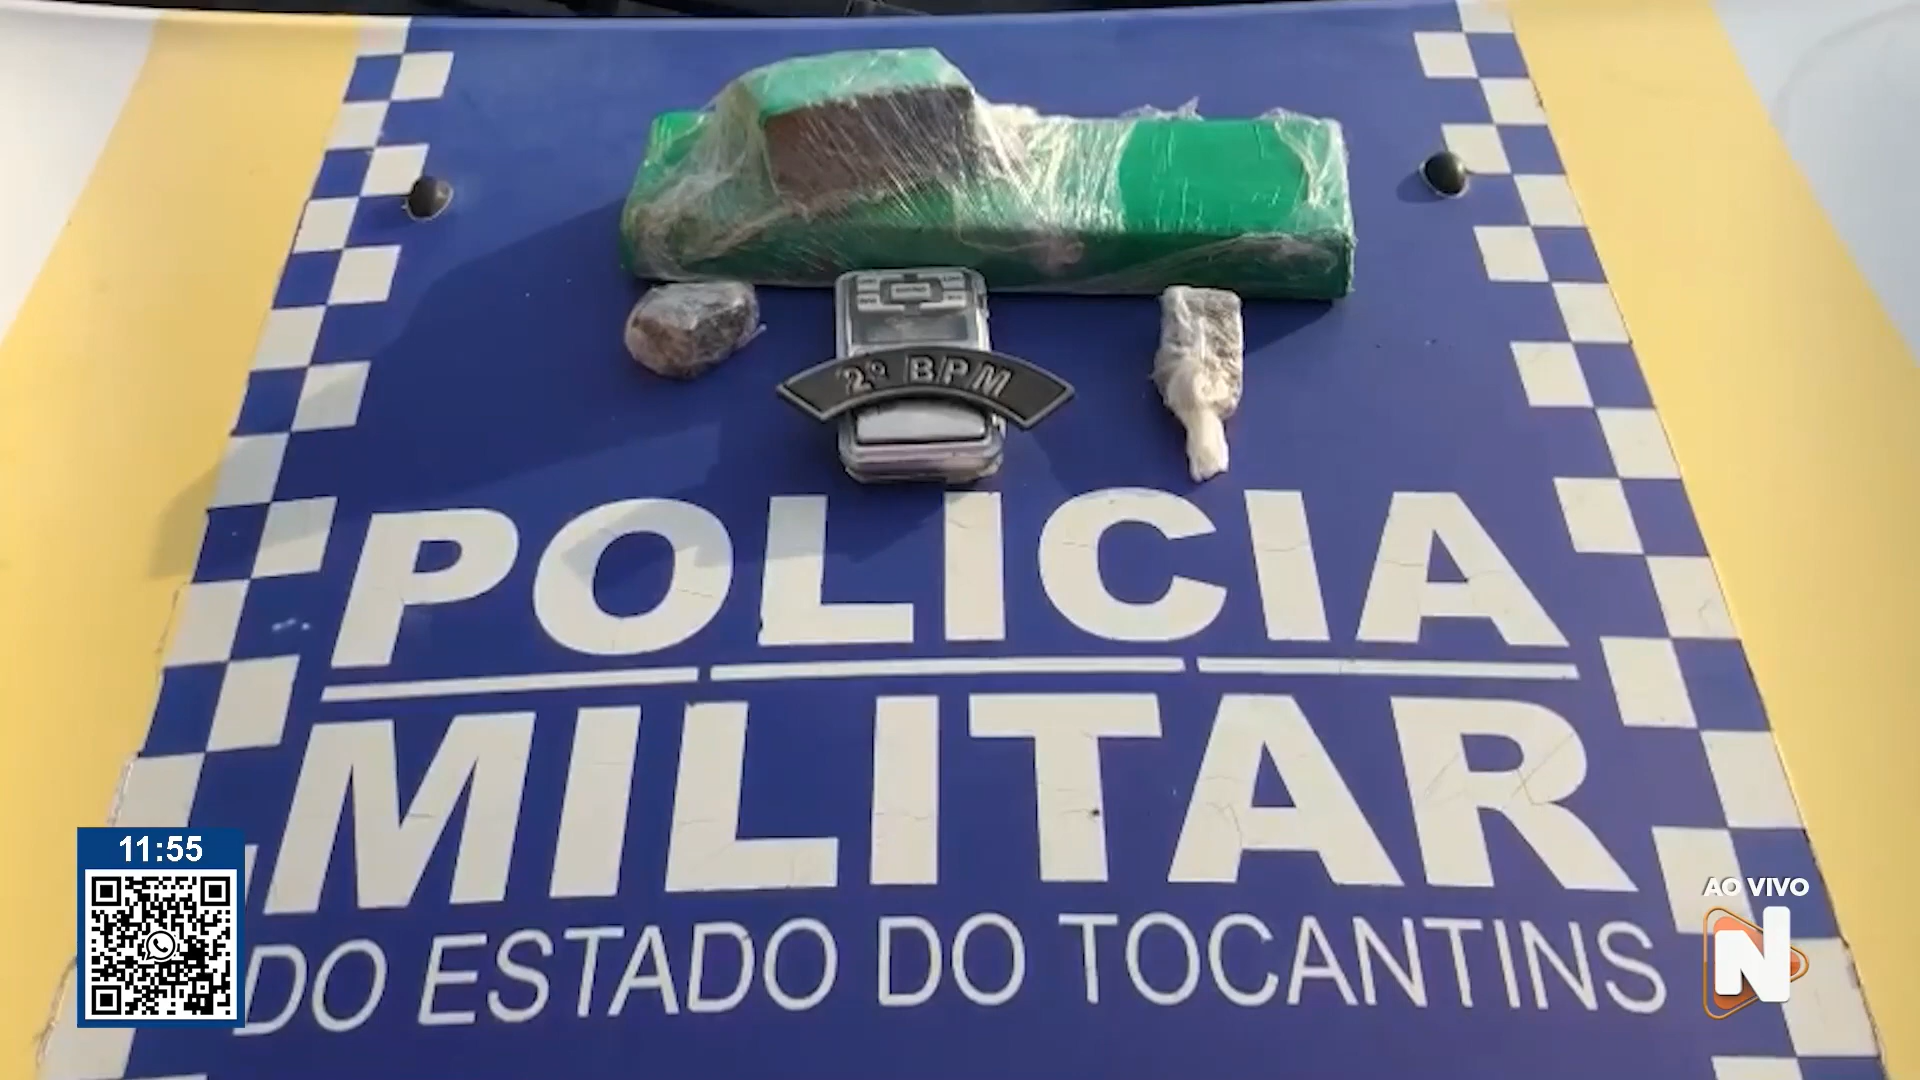 2º BPM
POLICIA
MILITAR
DO ESTADO DO TOCANTINS
11:55
AO VIVO
N